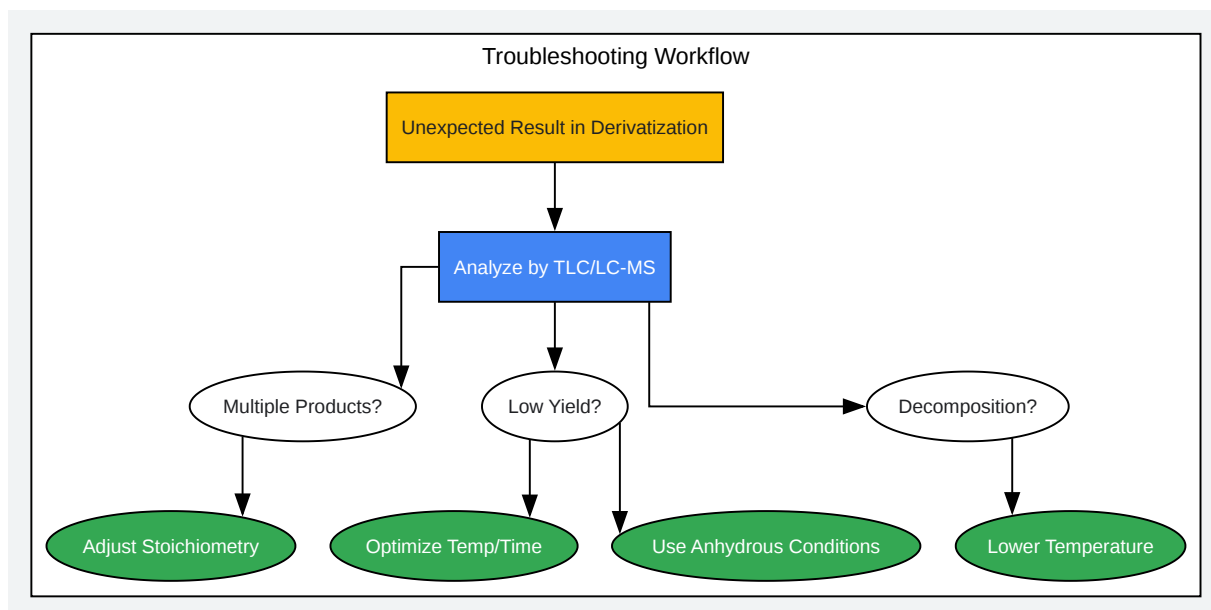 Troubleshooting Workflow
Unexpected Result in Derivatization
Analyze by TLC/LC-MS
Multiple Products?
Low Yield?
Decomposition?
Adjust Stoichiometry
Optimize Temp/Time
Use Anhydrous Conditions
Lower Temperature